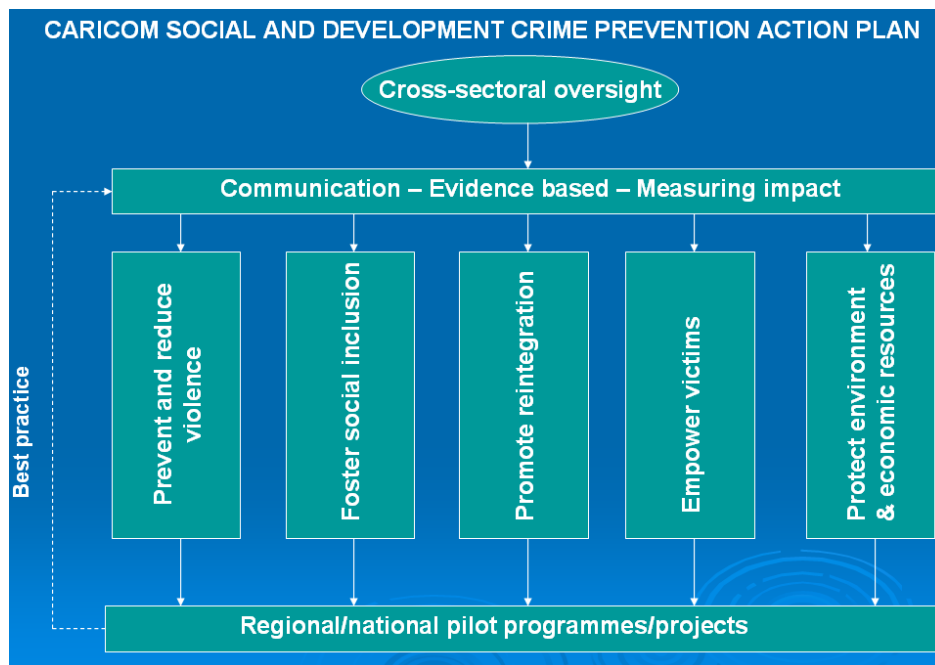 CARICOM SOCIAL AND DEVELOPMENT CRIME PREVENTION ACTION PLAN
Cross-sectoral oversight
Communication – Evidence based – Measuring impact
Best practice
Prevent and reduce
violence
Foster social inclusion
Promote reintegration
Empower victims
Protect environment
& economic resources
Regional/national pilot programmes/projects